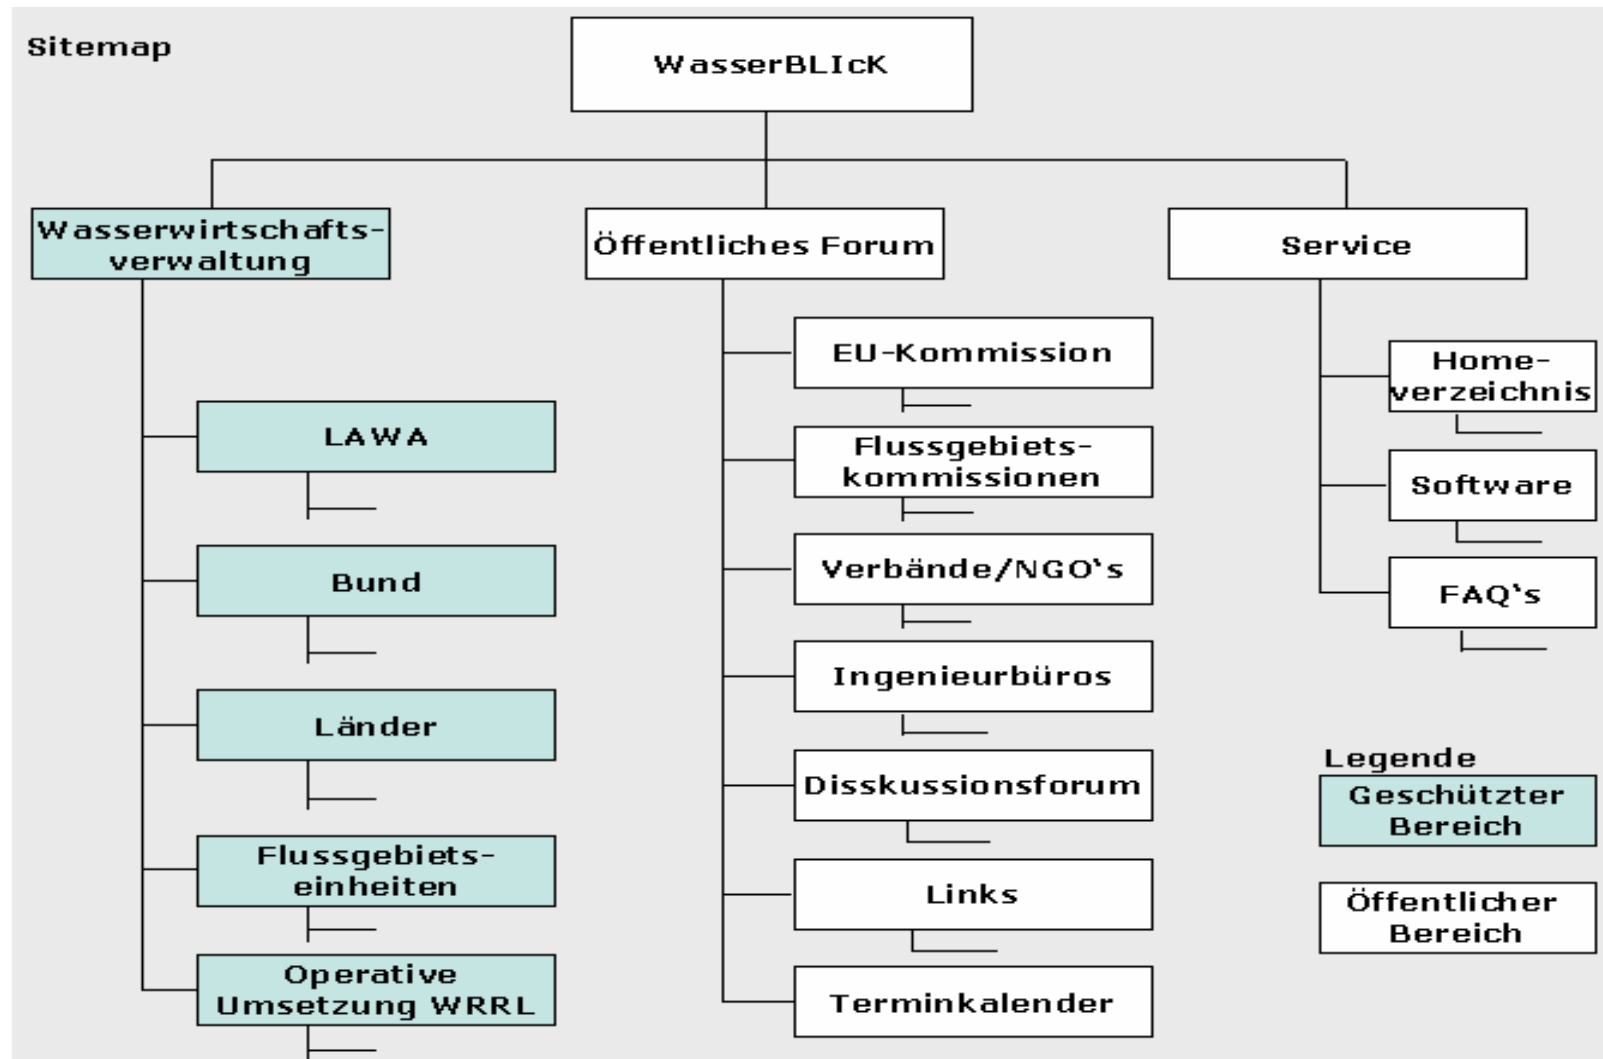 Sitemap
WasserBLIcK
Wasserwirtschafts-
verwaltung
LAWA
Bund
Länder
Flussgebiets-
einheiten
Operative
Umsetzung WRRL
Öffentliches Forum
EU-Kommission
Flussgebiets-
kommissionen
Verbände/NGO‘s
Ingenieurbüros
Disskussionsforum
Links
Terminkalender
Service
Home-
verzeichnis
Software
FAQ‘s
Legende
Geschützter
Bereich
Öffentlicher
Bereich